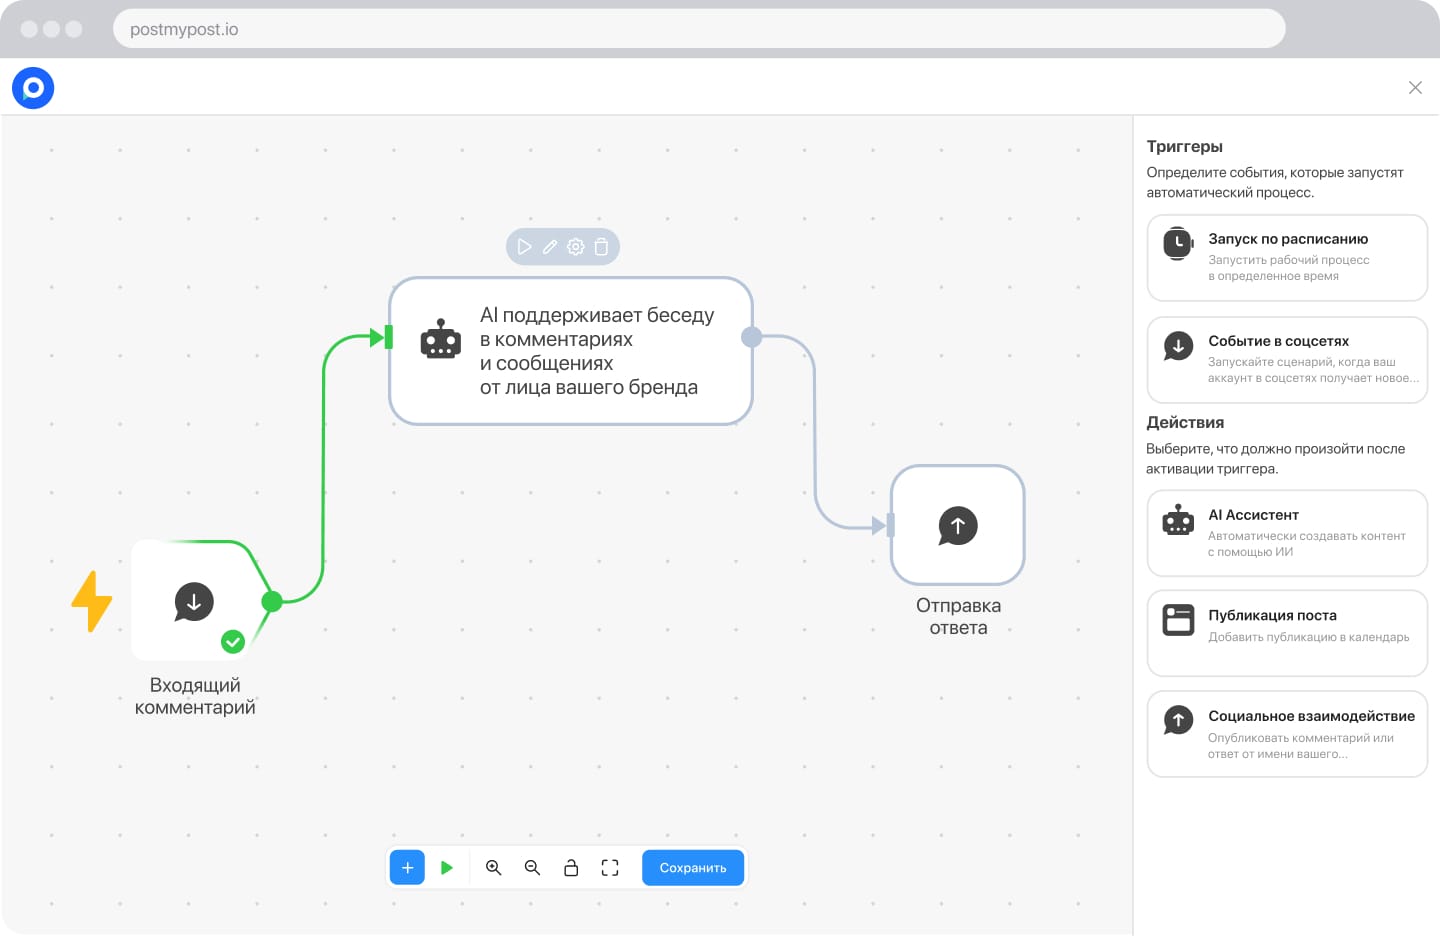 postmypost.io
AI поддерживает беседу
в комментариях
и сообщениях
от лица вашего бренда
Отправка
ответа
Входящий
комментарий
Сохранить
Триггеры
Определите события, которые запустят
автоматический процесс.
Запуск по расписанию
Запустить рабочий процесс
в определенное время
Событие в соцсетях
Запускайте сценарий, когда ваш
аккаунт в соцсетях получает новое...
Действия
Выберите, что должно произойти после
активации триггера.
AI Ассистент
Автоматически создавать контент
с помощью ИИ
Публикация поста
Добавить публикацию в календарь
Социальное взаимодействие
Опубликовать комментарий или
ответ от имени вашего...